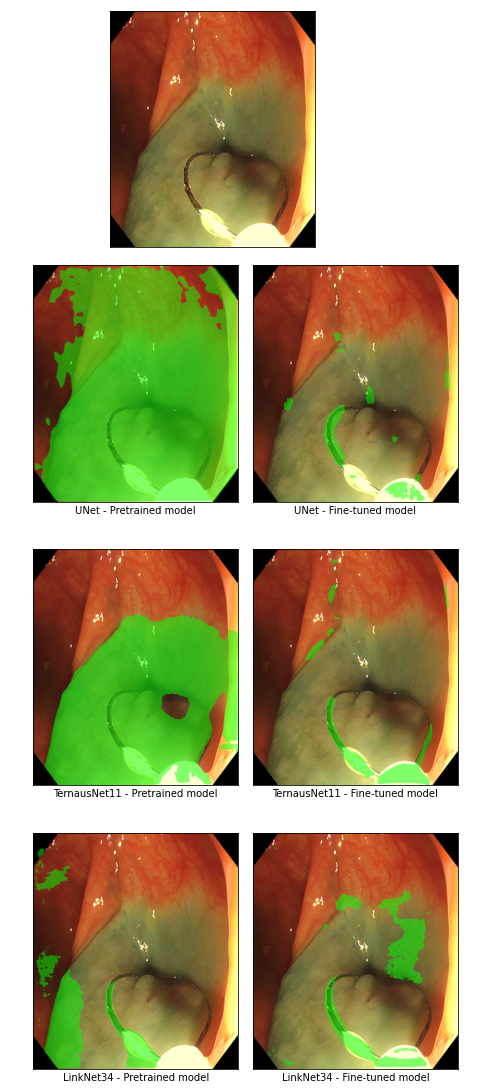 UNet - Pretrained model
UNet - Fine-tuned model
TernausNet11 - Pretrained model
TernausNet11 - Fine-tuned model
LinkNet34 - Pretrained model
LinkNet34 - Fine-tuned model